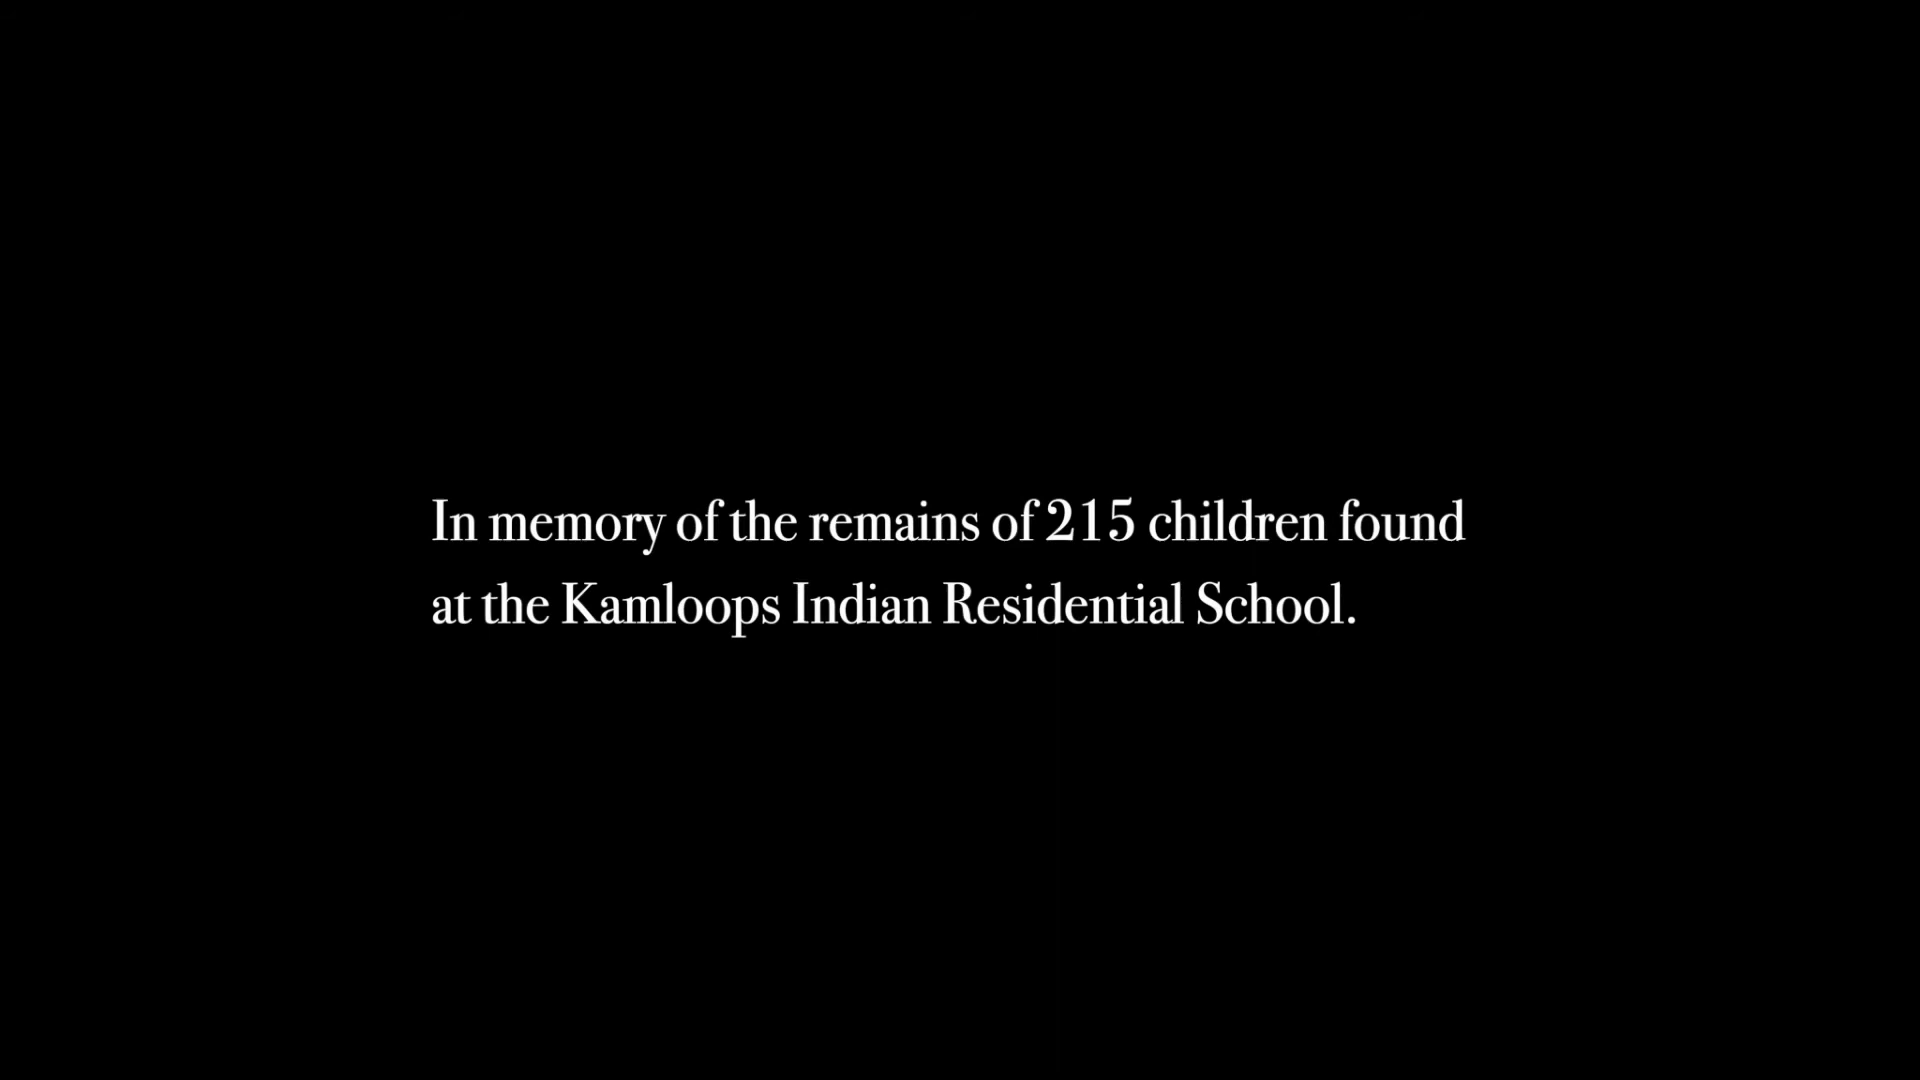 In memory of the remains of 215 children found
at the Kamloops Indian Residential School.